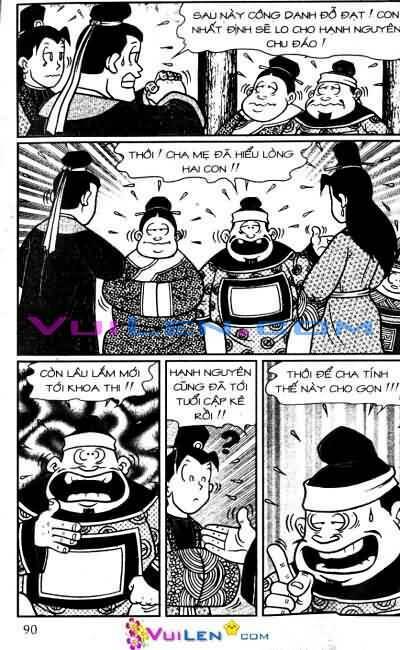 SAU NÀY CÔNG DANH ĐỖ ĐẠT! CON
NHẤT ĐỊNH SẼ LO CHO HẠNH NGUYÊN
CHU ĐÁO!
THÔI! CHA MẸ ĐÃ HIỂU LÒNG
HAI CON!!
VUILEN.COM
CÒN LÂU LẮM MỚI
TỚI KHOA THI!!
HẠNH NGUYÊN
CŨNG ĐÃ TỚI
TUỔI CẬP KÊ
RỒI!!
?
THÔI ĐỂ CHA TÍNH
THẾ NÀY CHO GỌN!!!
90
VUILEN.COM